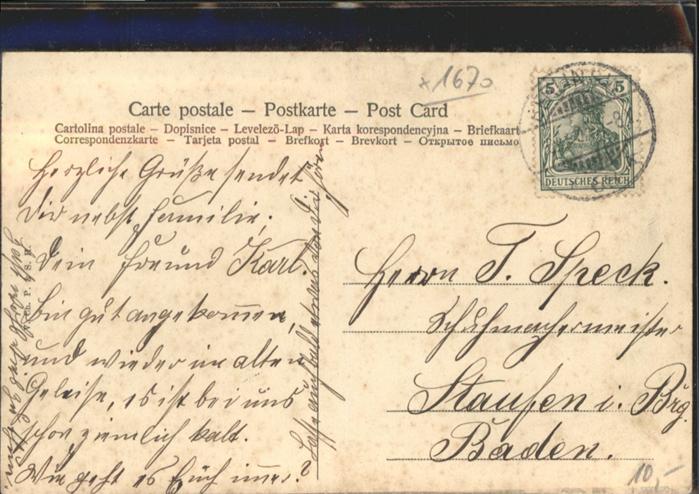 x 1670
Carte postale – Postkarte – Post Card
Cartolina postale – Dopisnice – Levelező-Lap – Karta korespondencyjna – Briefkaart
Correspondenzkarte – Tarjeta postal – Brefkort – Brevkort – Открытое письмо
5 5
DEUTSCHES REICH
Herzliche Grüße sendet
Dir nebst Familie.
Dein Freund Karl.
Bin gut angekommen,
und wieder im alten
Geleise, es ist bei uns
schon ziemlich kalt.
Wie geht es Euch immer?
Herrn T. Speck.
Schuhmachermeister
Staufen i. Brg.
Baden.
10,–